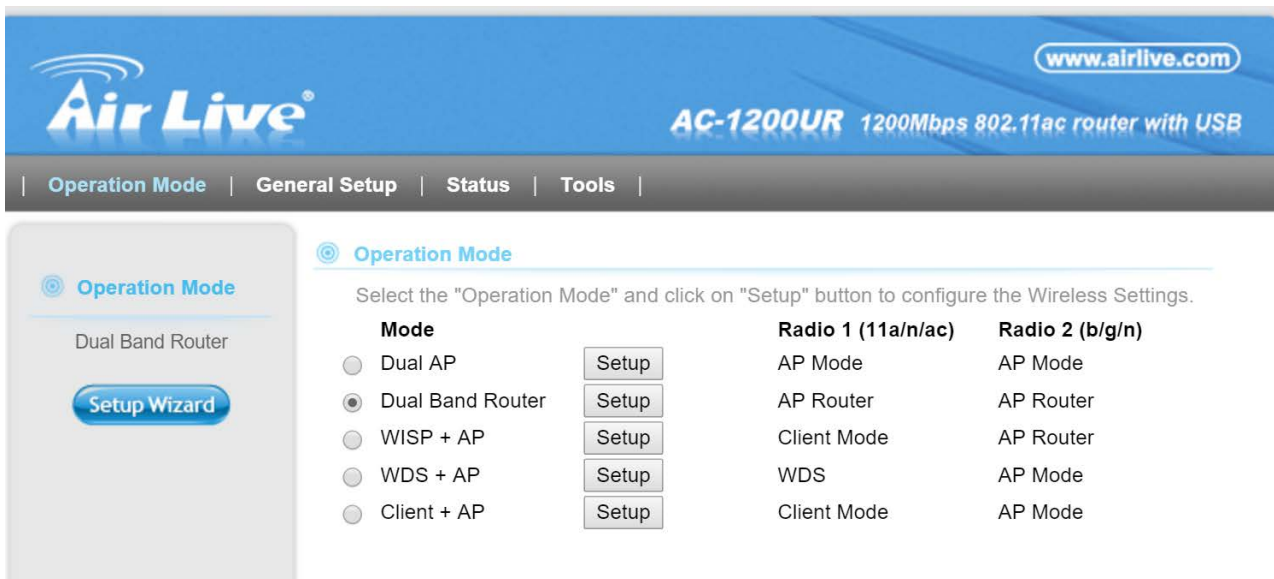 www.airlive.com
Air Live®
AC-1200UR 1200Mbps 802.11ac router with USB
| Operation Mode | General Setup | Status | Tools |
Operation Mode
Dual Band Router
Setup Wizard
Operation Mode
Select the "Operation Mode" and click on "Setup" button to configure the Wireless Settings.
Mode Radio 1 (11a/n/ac) Radio 2 (b/g/n)
Dual AP Setup AP Mode AP Mode
Dual Band Router Setup AP Router AP Router
WISP + AP Setup Client Mode AP Router
WDS + AP Setup WDS AP Mode
Client + AP Setup Client Mode AP Mode